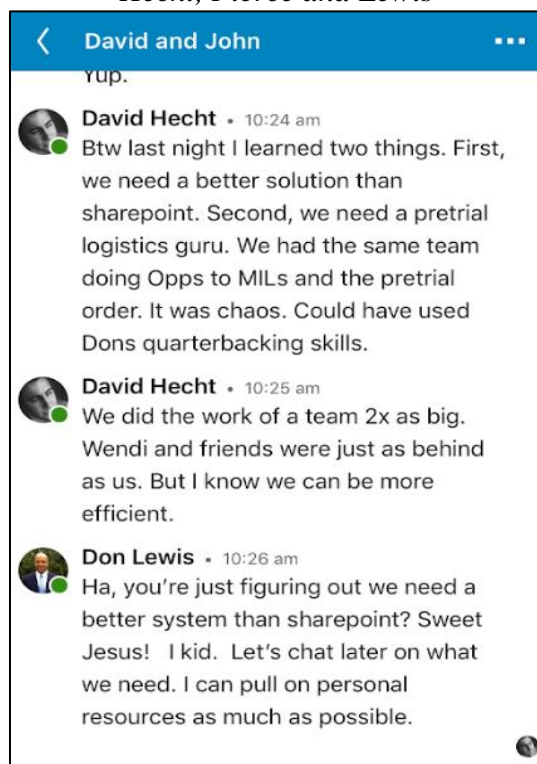 Hecht, Pierce and Lewis
David and John
Yup.
David Hecht • 10:24 am
Btw last night I learned two things. First,
we need a better solution than
sharepoint. Second, we need a pretrial
logistics guru. We had the same team
doing Opps to MILs and the pretrial
order. It was chaos. Could have used
Dons quarterbacking skills.
David Hecht • 10:25 am
We did the work of a team 2x as big.
Wendi and friends were just as behind
as us. But I know we can be more
efficient.
Don Lewis • 10:26 am
Ha, you’re just figuring out we need a
better system than sharepoint? Sweet
Jesus!   I kid.  Let’s chat later on what
we need. I can pull on personal
resources as much as possible.